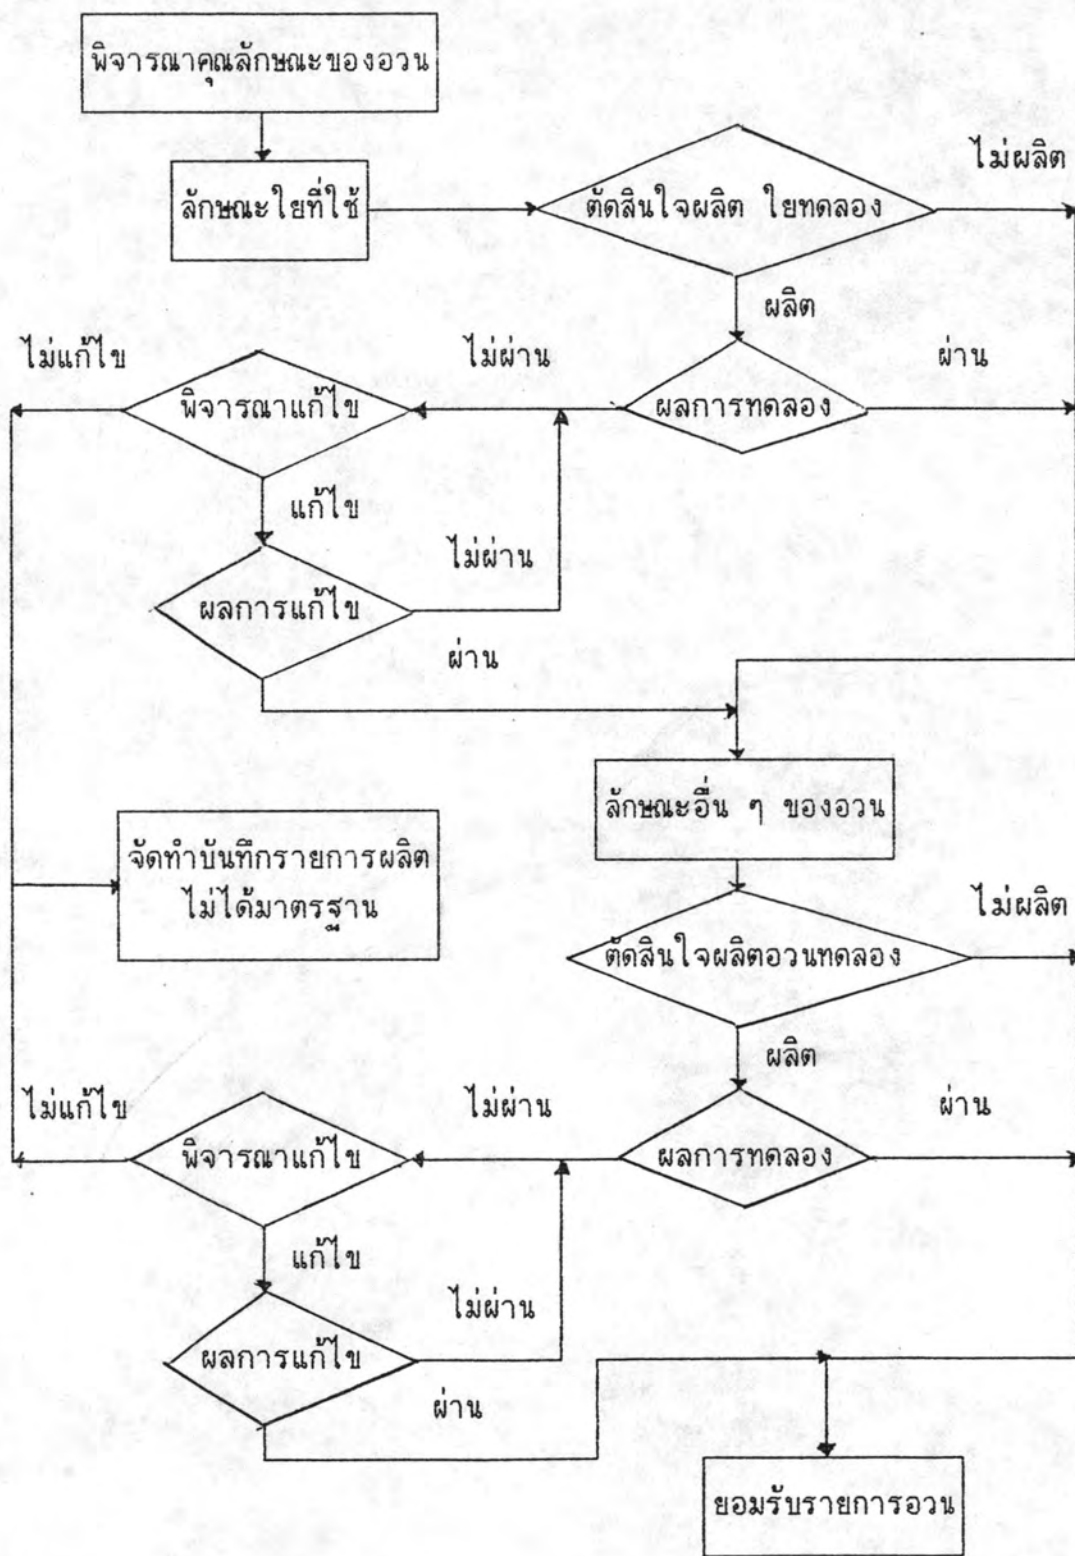 พิจารณาคุณลักษณะของอวน
ไม่ผลิต
ลักษณะใยที่ใช้
ตัดสินใจผลิต ใยทดลอง
ผลิต
ไม่แก้ไข
ไม่ผ่าน
ผ่าน
พิจารณาแก้ไข
ผลการทดลอง
แก้ไข
ไม่ผ่าน
ผลการแก้ไข
ผ่าน
ลักษณะอื่น ๆ ของอวน
จัดทำบันทึกรายการผลิต
ไม่ได้มาตรฐาน
ไม่ผลิต
ตัดสินใจผลิตอวนทดลอง
ผลิต
ไม่แก้ไข
ไม่ผ่าน
ผ่าน
พิจารณาแก้ไข
ผลการทดลอง
แก้ไข
ไม่ผ่าน
ผลการแก้ไข
ผ่าน
ยอมรับรายการอวน